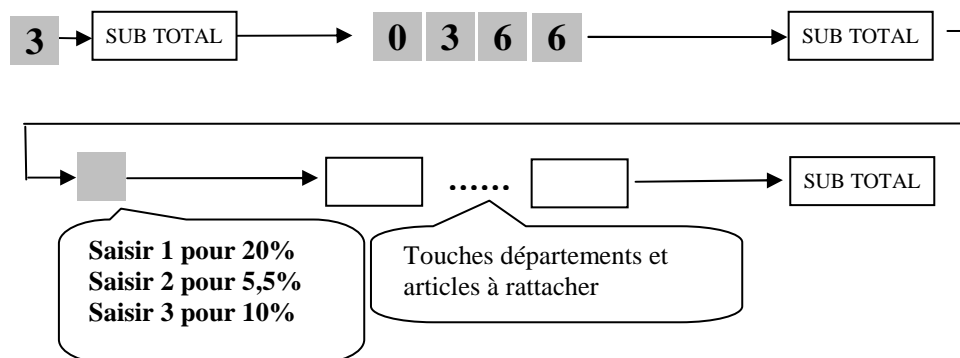 3 SUB TOTAL 0 3 6 6 SUB TOTAL
...... SUB TOTAL
Saisir 1 pour 20%
Saisir 2 pour 5,5%
Saisir 3 pour 10%
Touches départements et
articles à rattacher